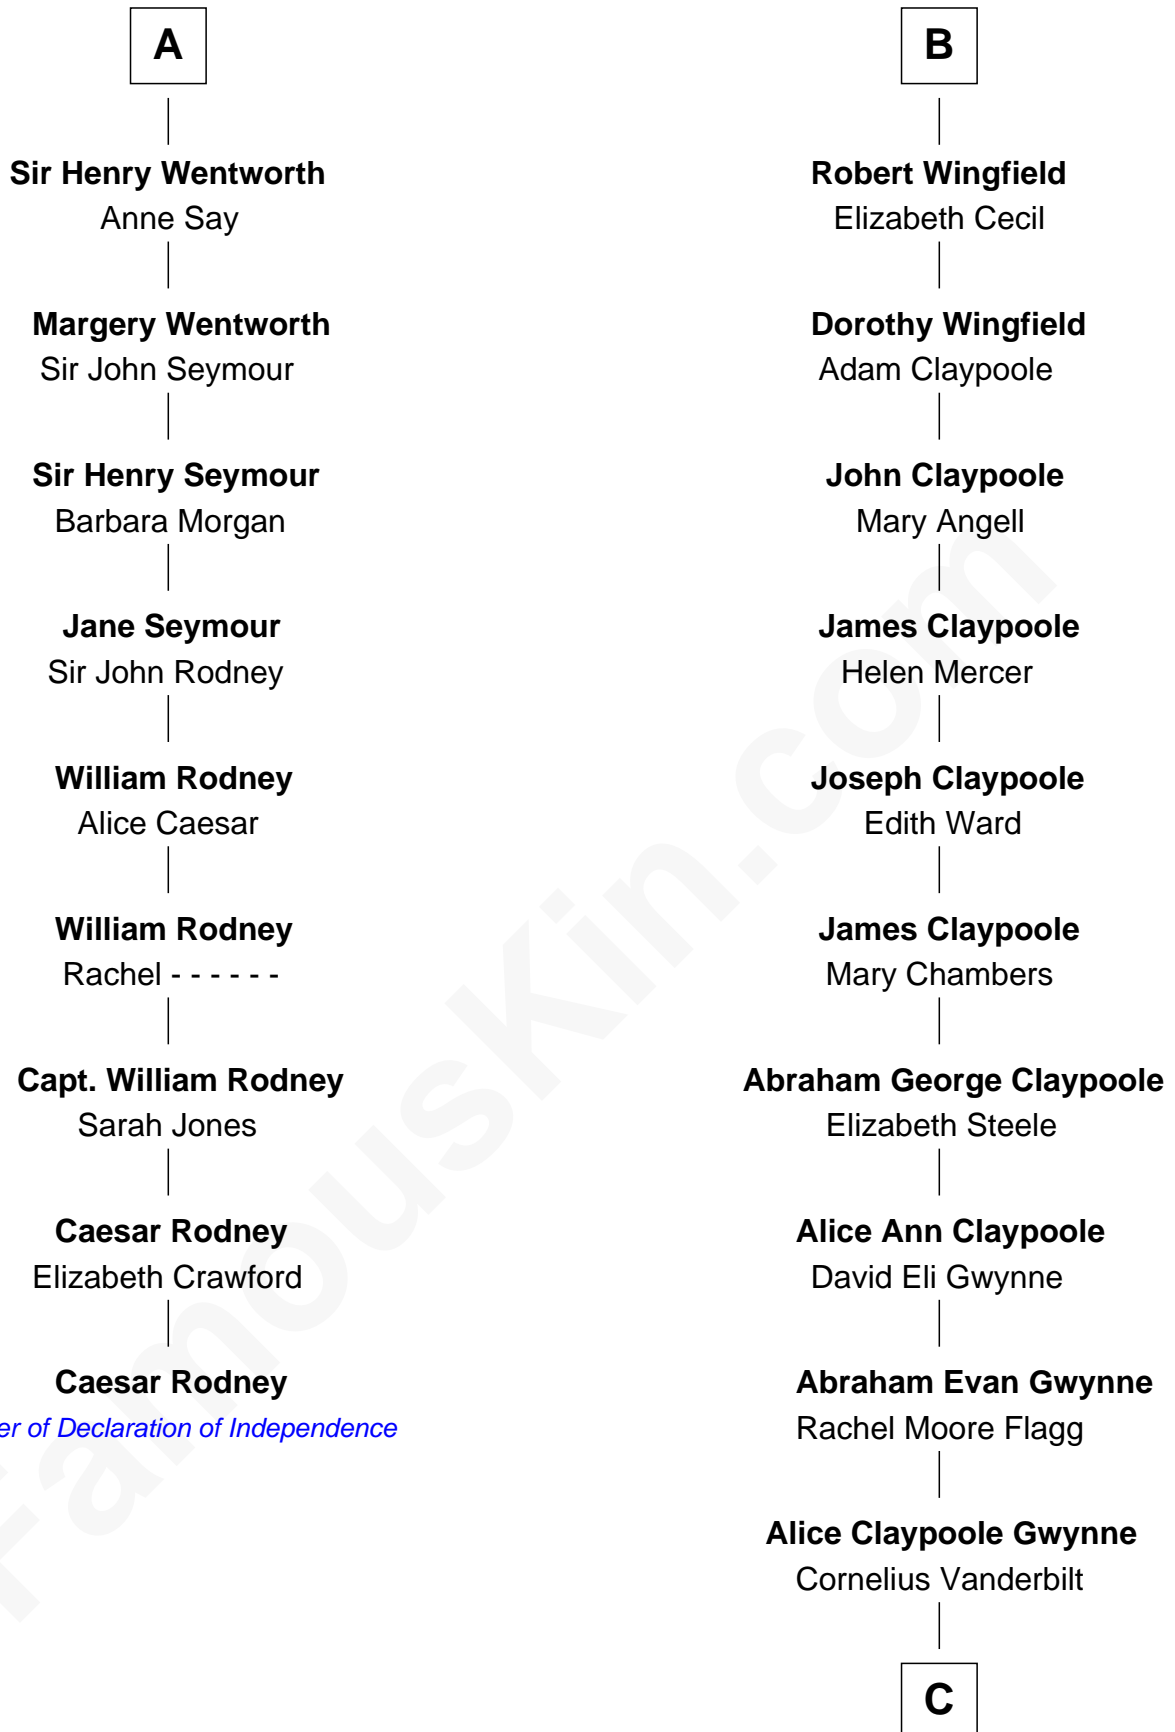 A
Sir Henry Wentworth
Anne Say
Margery Wentworth
Sir John Seymour
Sir Henry Seymour
Barbara Morgan
Jane Seymour
Sir John Rodney
William Rodney
Alice Caesar
William Rodney
Rachel - - - - - -
Capt. William Rodney
Sarah Jones
Caesar Rodney
Elizabeth Crawford
Caesar Rodney
of Declaration of Independence
B
Robert Wingfield
Elizabeth Cecil
Dorothy Wingfield
Adam Claypoole
John Claypoole
Mary Angell
James Claypoole
Helen Mercer
Joseph Claypoole
Edith Ward
James Claypoole
Mary Chambers
Abraham George Claypoole
Elizabeth Steele
Alice Ann Claypoole
David Eli Gwynne
Abraham Evan Gwynne
Rachel Moore Flagg
Alice Claypoole Gwynne
Cornelius Vanderbilt
C
FamousKin.com